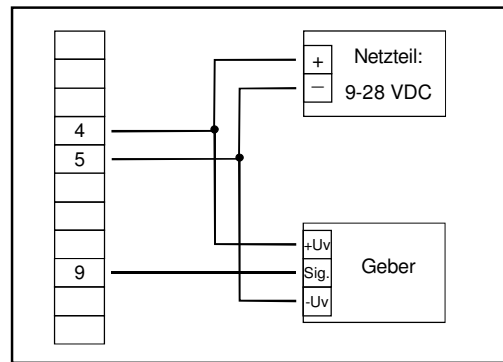 4
5
9
+
−
Netzteil:
9-28 VDC
+Uv
Sig.
-Uv
Geber